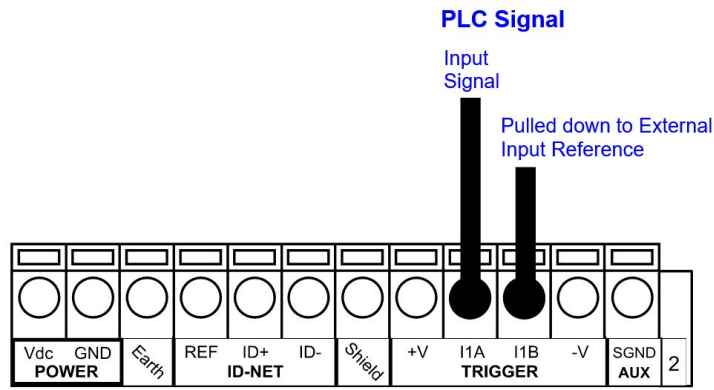 PLC Signal
Input
Signal
Pulled down to External
Input Reference
Vdc GND Earth REF ID+ ID- Shield +V I1A I1B -V SGND 2
POWER ID-NET TRIGGER AUX